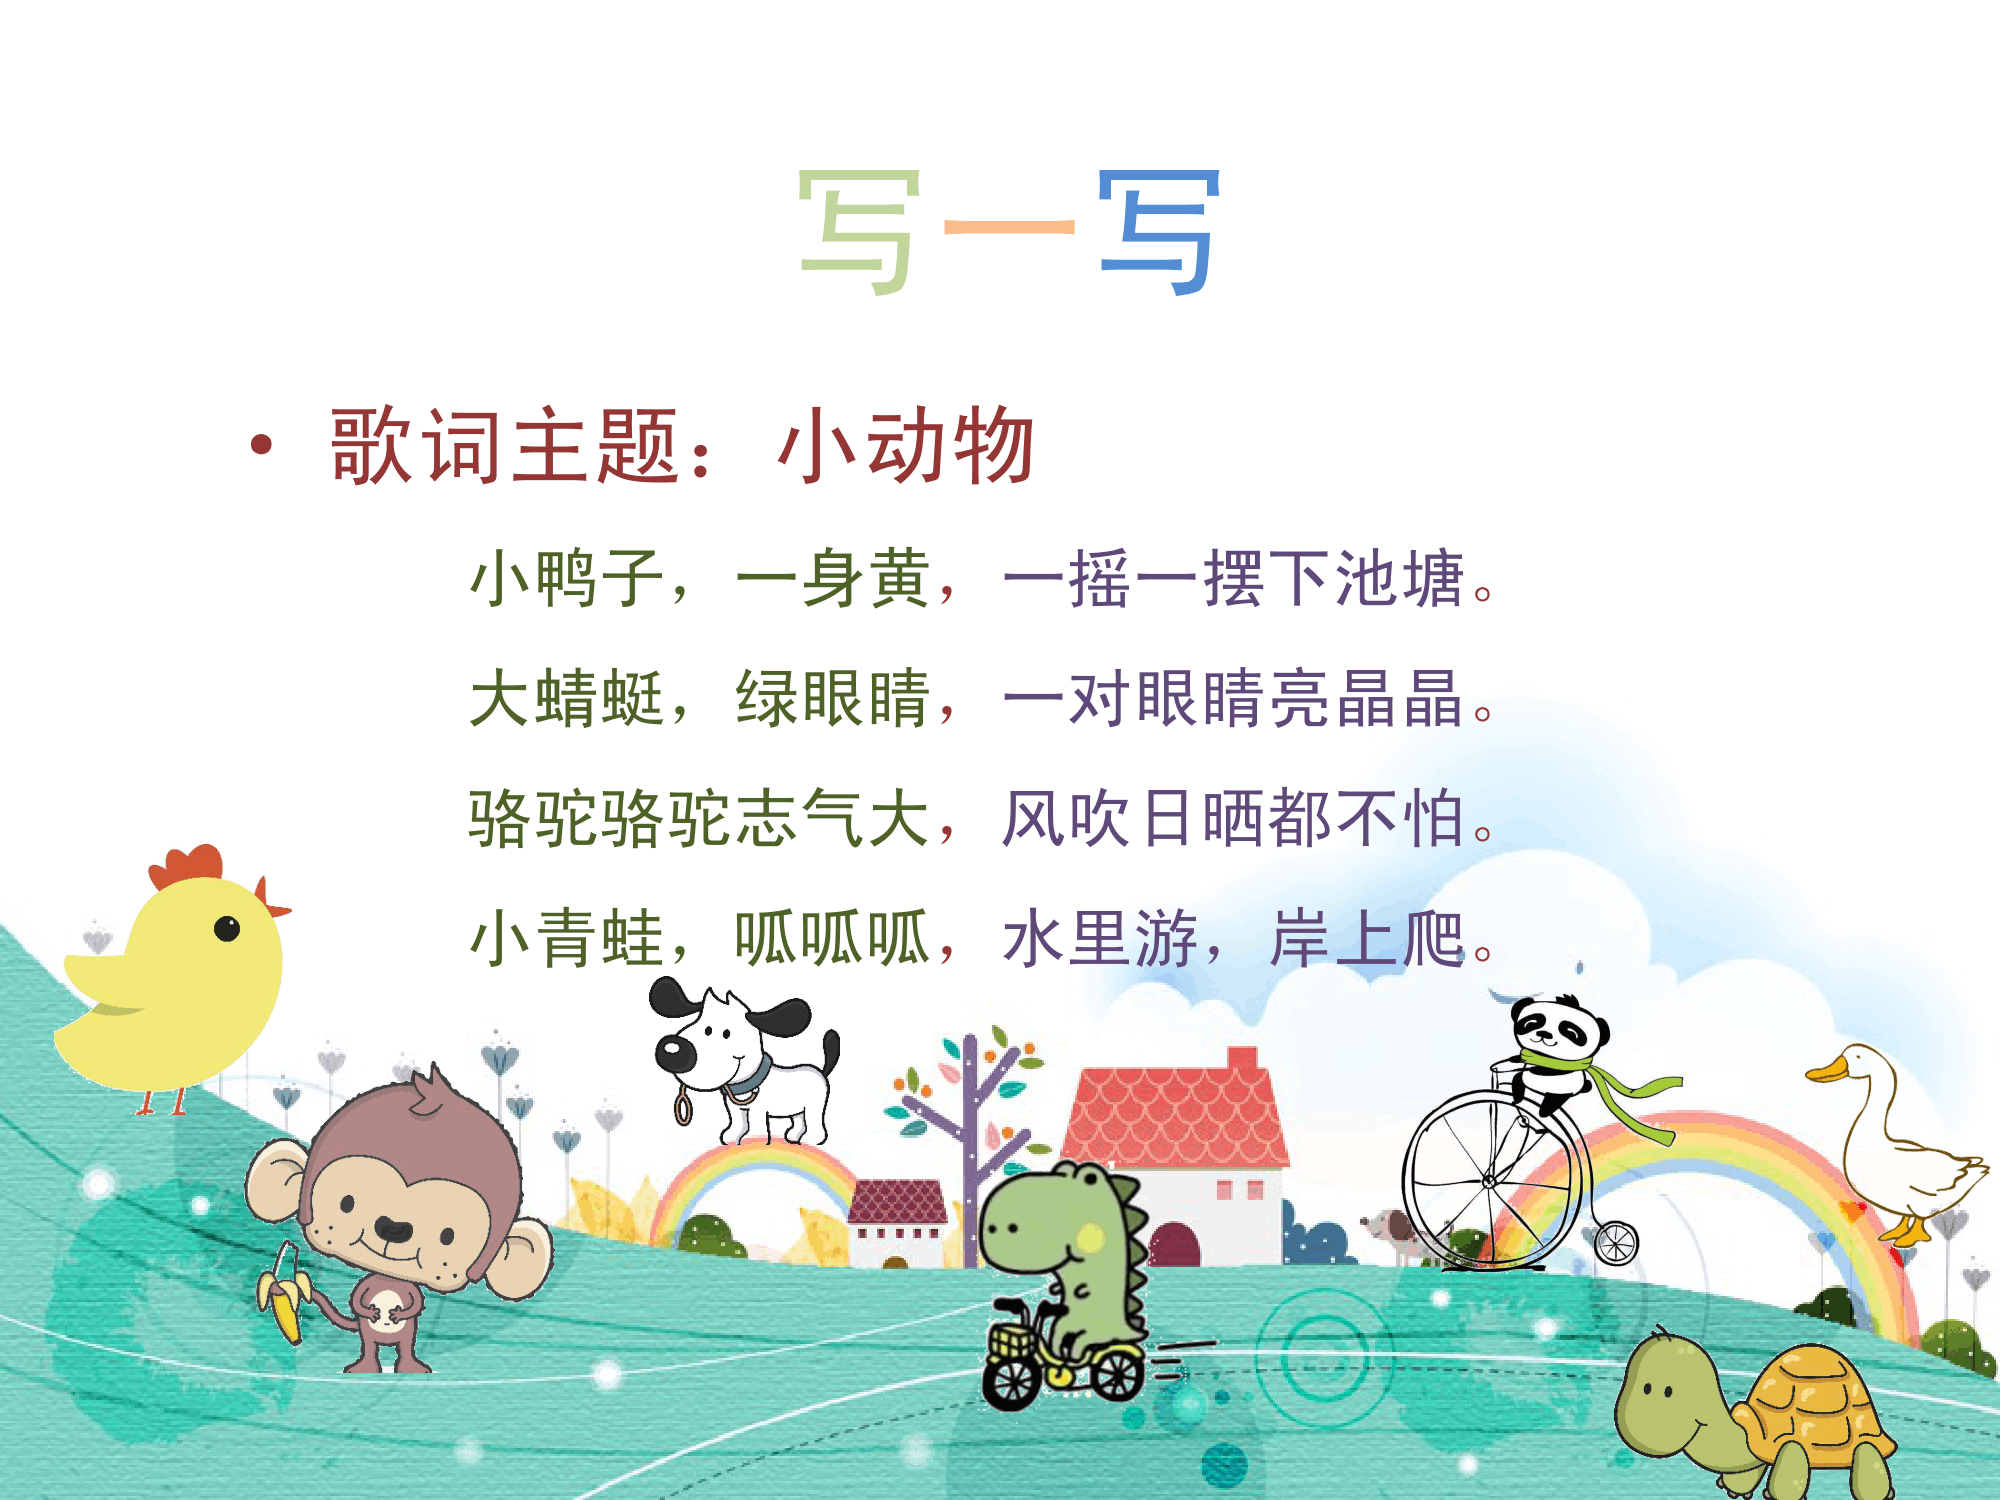 写一写
• 歌词主题：小动物
小鸭子，一身黄，一摇一摆下池塘。
大蜻蜓，绿眼睛，一对眼睛亮晶晶。
骆驼骆驼志气大，风吹日晒都不怕。
小青蛙，呱呱呱，水里游，岸上爬。